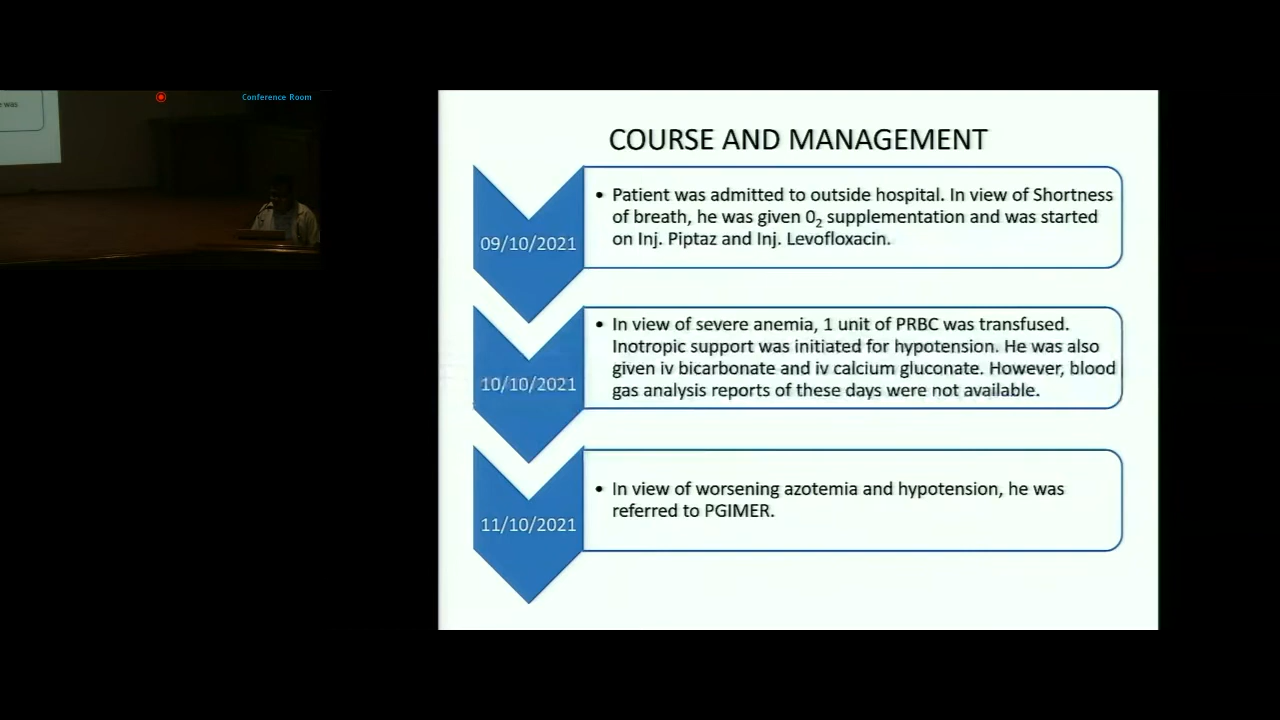 e was
Conference Room
COURSE AND MANAGEMENT
09/10/2021
• Patient was admitted to outside hospital. In view of Shortness
of breath, he was given 0₂ supplementation and was started
on Inj. Piptaz and Inj. Levofloxacin.
10/10/2021
• In view of severe anemia, 1 unit of PRBC was transfused.
Inotropic support was initiated for hypotension. He was also
given iv bicarbonate and iv calcium gluconate. However, blood
gas analysis reports of these days were not available.
11/10/2021
• In view of worsening azotemia and hypotension, he was
referred to PGIMER.